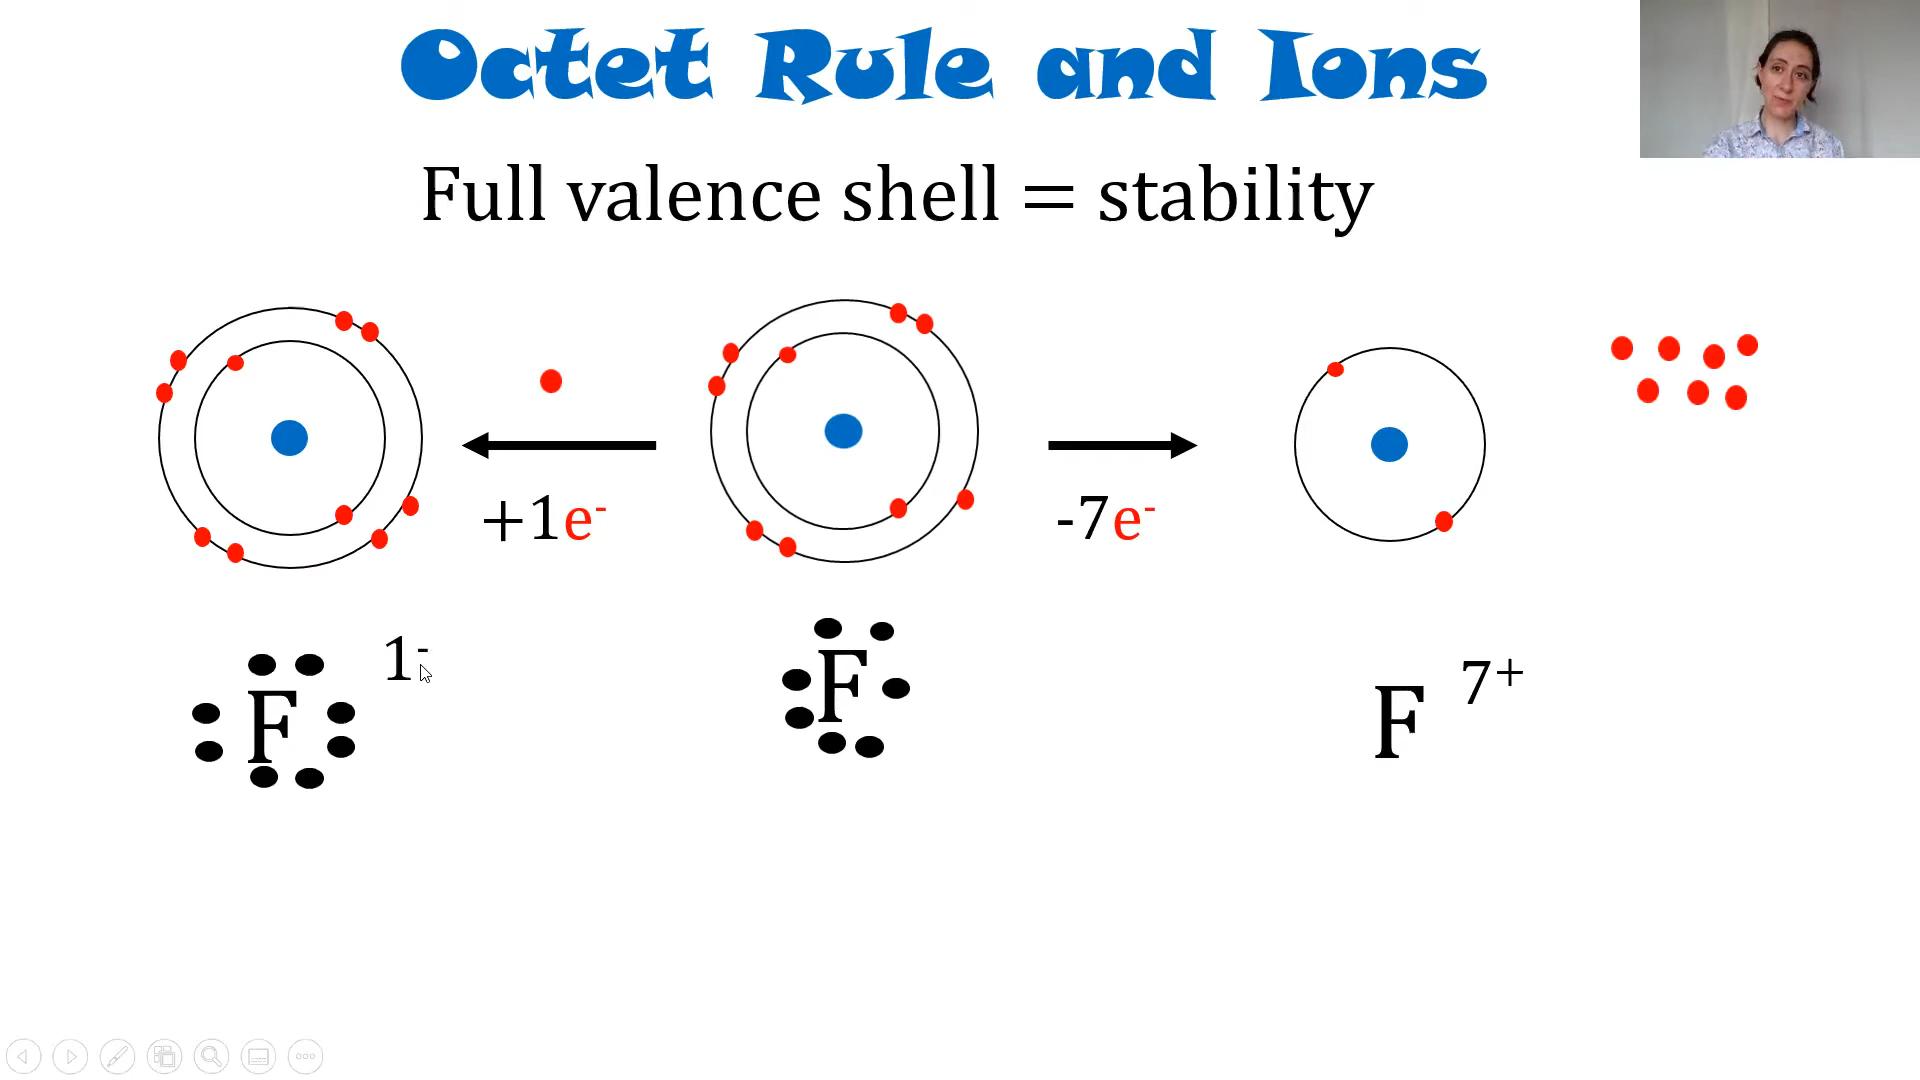 Octet Rule and Ions
Full valence shell = stability
+1e⁻
-7e⁻
F 1⁻
F
F 7⁺